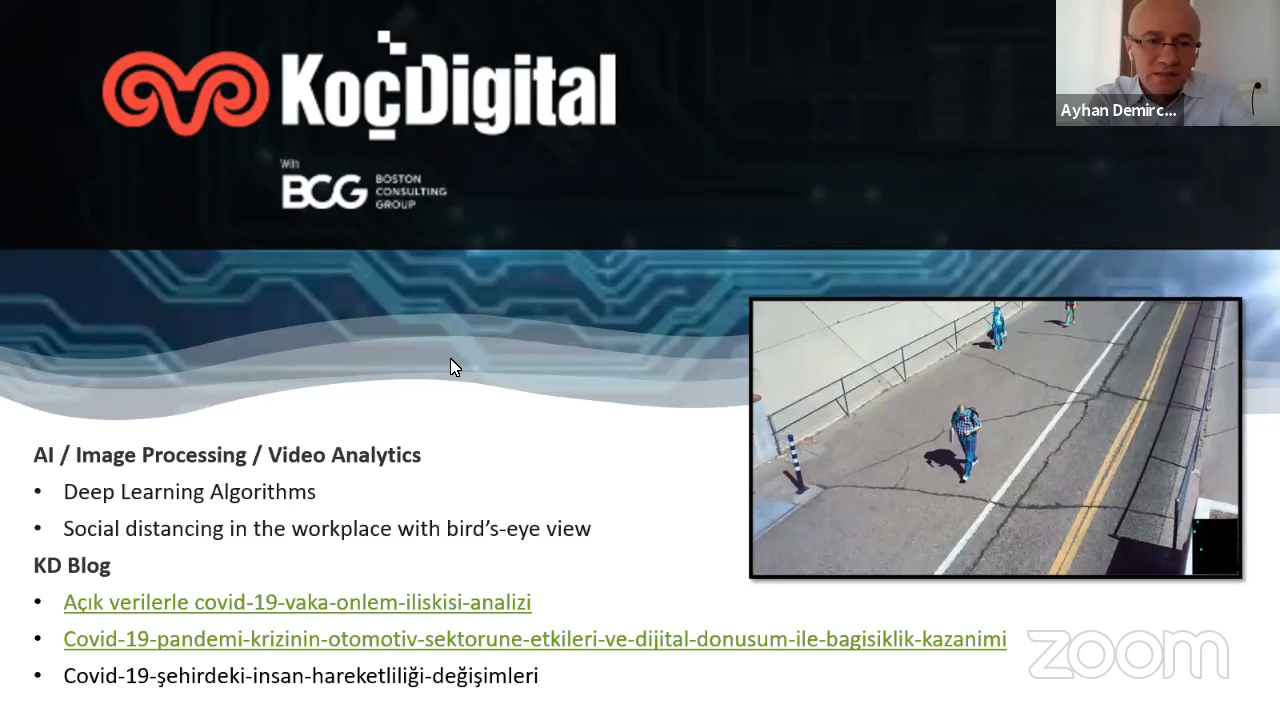 KoçDigital
With
BCG BOSTON CONSULTING GROUP
Ayhan Demirc...
AI / Image Processing / Video Analytics
• Deep Learning Algorithms
• Social distancing in the workplace with bird’s-eye view
KD Blog
• Açık verilerle covid-19-vaka-onlem-iliskisi-analizi
• Covid-19-pandemi-krizinin-otomotiv-sektorune-etkileri-ve-dijital-donusum-ile-bagisiklik-kazanimi
• Covid-19-şehirdeki-insan-hareketliliği-değişimleri
zoom